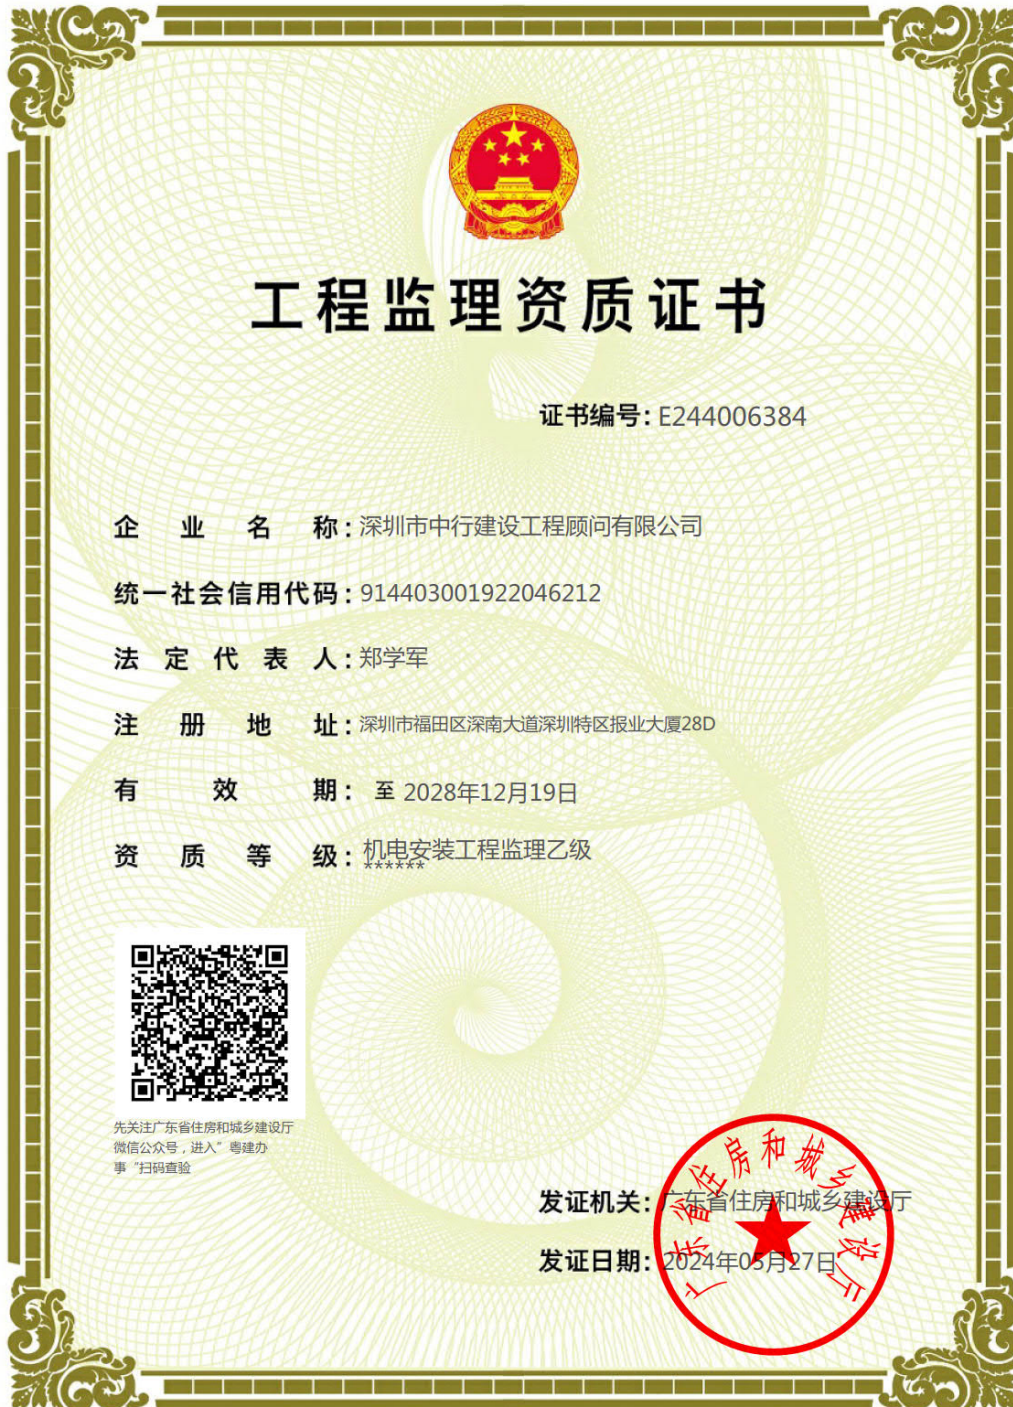 工程监理资质证书
证书编号：E244006384
企业名称：深圳市中行建设工程顾问有限公司
统一社会信用代码：914403001922046212
法定代表人：郑学军
注册地址：深圳市福田区深南大道深圳特区报业大厦28D
有效期：至 2028年12月19日
资质等级：机电安装工程监理乙级
******
先关注广东省住房和城乡建设厅
微信公众号，进入”粤建办
事“扫码查验
发证机关：广东省住房和城乡建设厅
发证日期：2024年05月27日
广东省住房和城乡建设厅